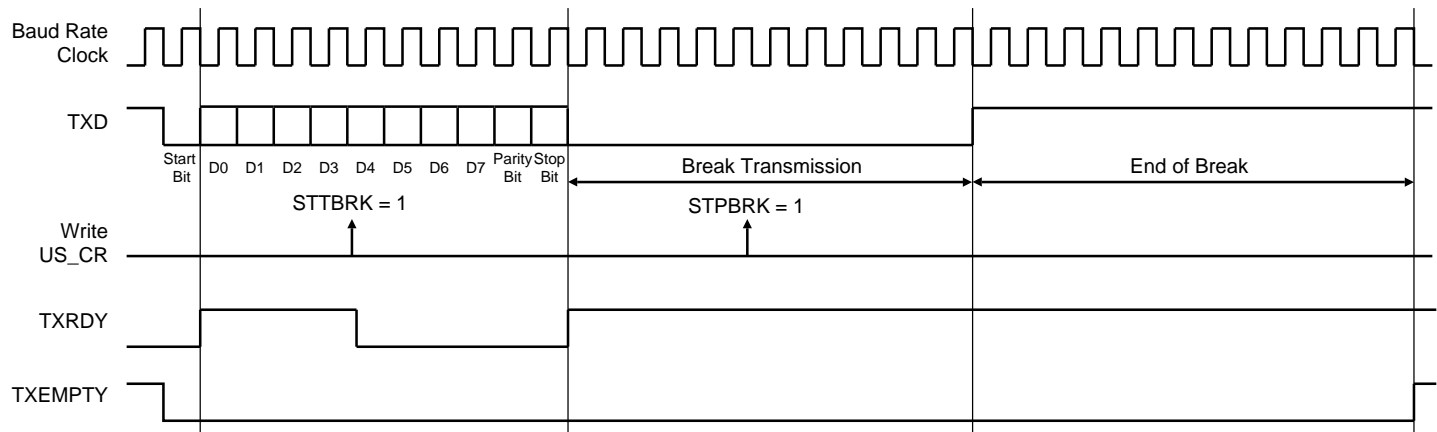 Baud Rate
Clock
TXD
Start
Bit
D0 D1 D2 D3 D4 D5 D6 D7
Parity
Bit
Stop
Bit
Break Transmission
End of Break
STTBRK = 1
STPBRK = 1
Write
US_CR
TXRDY
TXEMPTY